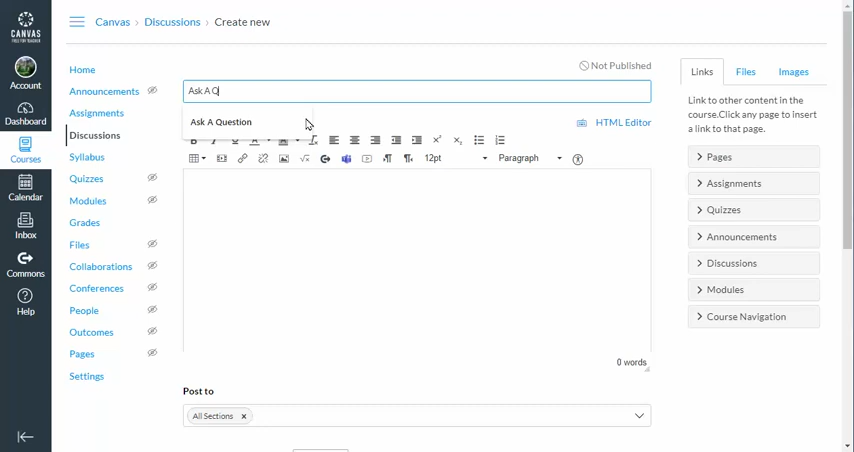 CANVAS
FREE FOR TEACHER
Account
Dashboard
Courses
Calendar
Inbox
Commons
Help
Canvas › Discussions › Create new
Home
Announcements
Assignments
Discussions
Syllabus
Quizzes
Modules
Grades
Files
Collaborations
Conferences
People
Outcomes
Pages
Settings
Not Published
Ask A Q
Ask A Question
HTML Editor
12pt Paragraph
0 words
Post to
All Sections ×
Links Files Images
Link to other content in the
course.Click any page to insert
a link to that page.
Pages
Assignments
Quizzes
Announcements
Discussions
Modules
Course Navigation